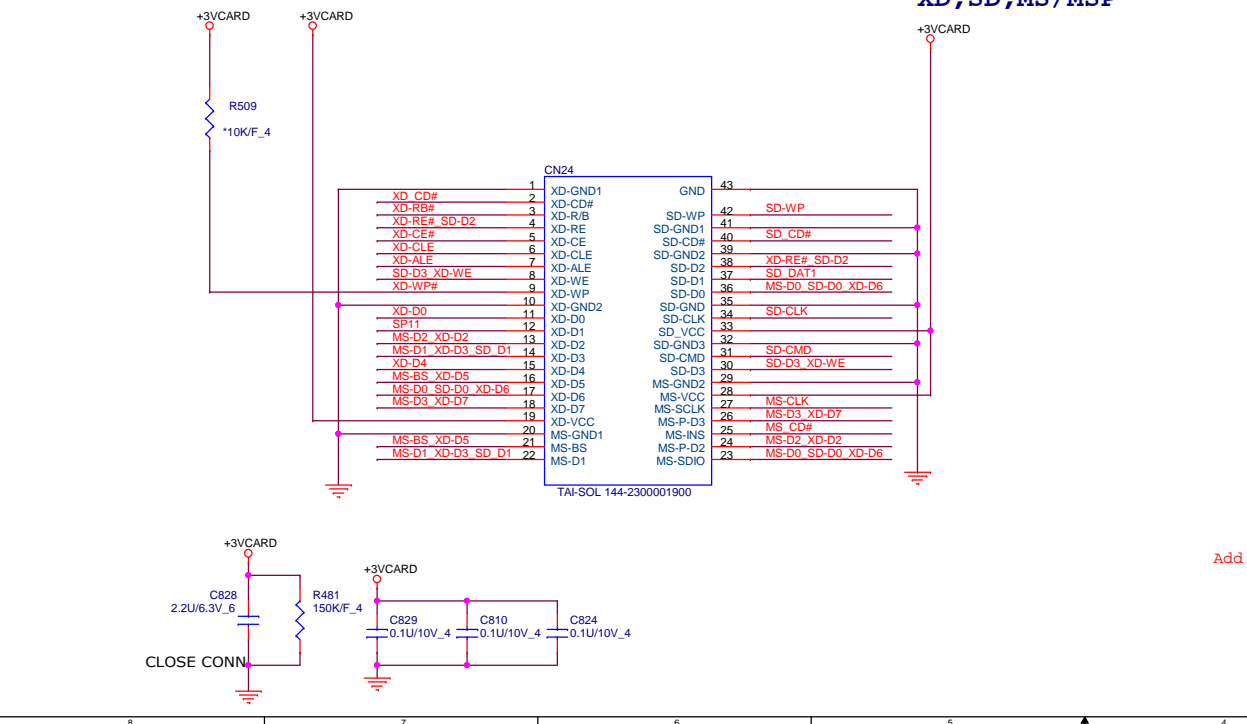 XD,SD,MS/MSP
+3VCARD
+3VCARD
+3VCARD
R509
*10K/F_4
CN24
1 XD-GND1
XD_CD# 2 XD-CD#
XD-RB# 3 XD-R/B
XD-RE#_SD-D2 4 XD-RE
XD-CE# 5 XD-CE
XD-CLE 6 XD-CLE
XD-ALE 7 XD-ALE
SD-D3_XD-WE 8 XD-WE
XD-WP# 9 XD-WP
10 XD-GND2
XD-D0 11 XD-D0
SP11 12 XD-D1
MS-D2_XD-D2 13 XD-D2
MS-D1_XD-D3_SD_D1 14 XD-D3
XD-D4 15 XD-D4
MS-BS_XD-D5 16 XD-D5
MS-D0_SD-D0_XD-D6 17 XD-D6
MS-D3_XD-D7 18 XD-D7
19 XD-VCC
20 MS-GND1
MS-BS_XD-D5 21 MS-BS
MS-D1_XD-D3_SD_D1 22 MS-D1
GND 43
SD-WP 42 SD-WP
SD-GND1 41
SD-CD# 40 SD_CD#
SD-GND2 39
SD-D2 38 XD-RE#_SD-D2
SD-D1 37 SD_DAT1
SD-D0 36 MS-D0_SD-D0_XD-D6
SD-GND 35
SD-CLK 34 SD-CLK
SD_VCC 33
SD-GND3 32
SD-CMD 31 SD-CMD
SD-D3 30 SD-D3_XD-WE
MS-GND2 29
MS-VCC 28
MS-SCLK 27 MS-CLK
MS-P-D3 26 MS-D3_XD-D7
MS-INS 25 MS_CD#
MS-P-D2 24 MS-D2_XD-D2
MS-SDIO 23 MS-D0_SD-D0_XD-D6
TAI-SOL 144-2300001900
+3VCARD
C828
2.2U/6.3V_6
R481
150K/F_4
CLOSE CONN
+3VCARD
C829
0.1U/10V_4
C810
0.1U/10V_4
C824
0.1U/10V_4
Add
8 7 6 5 4